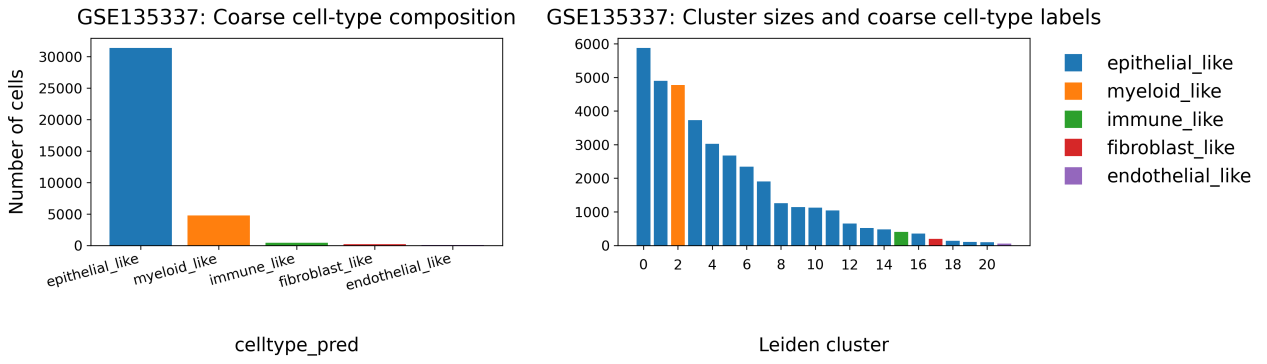 GSE135337: Coarse cell-type composition
Number of cells
30000
25000
20000
15000
10000
5000
0
epithelial_like
myeloid_like
immune_like
fibroblast_like
endothelial_like
celltype_pred
GSE135337: Cluster sizes and coarse cell-type labels
6000
5000
4000
3000
2000
1000
0
0 2 4 6 8 10 12 14 16 18 20
Leiden cluster
epithelial_like
myeloid_like
immune_like
fibroblast_like
endothelial_like